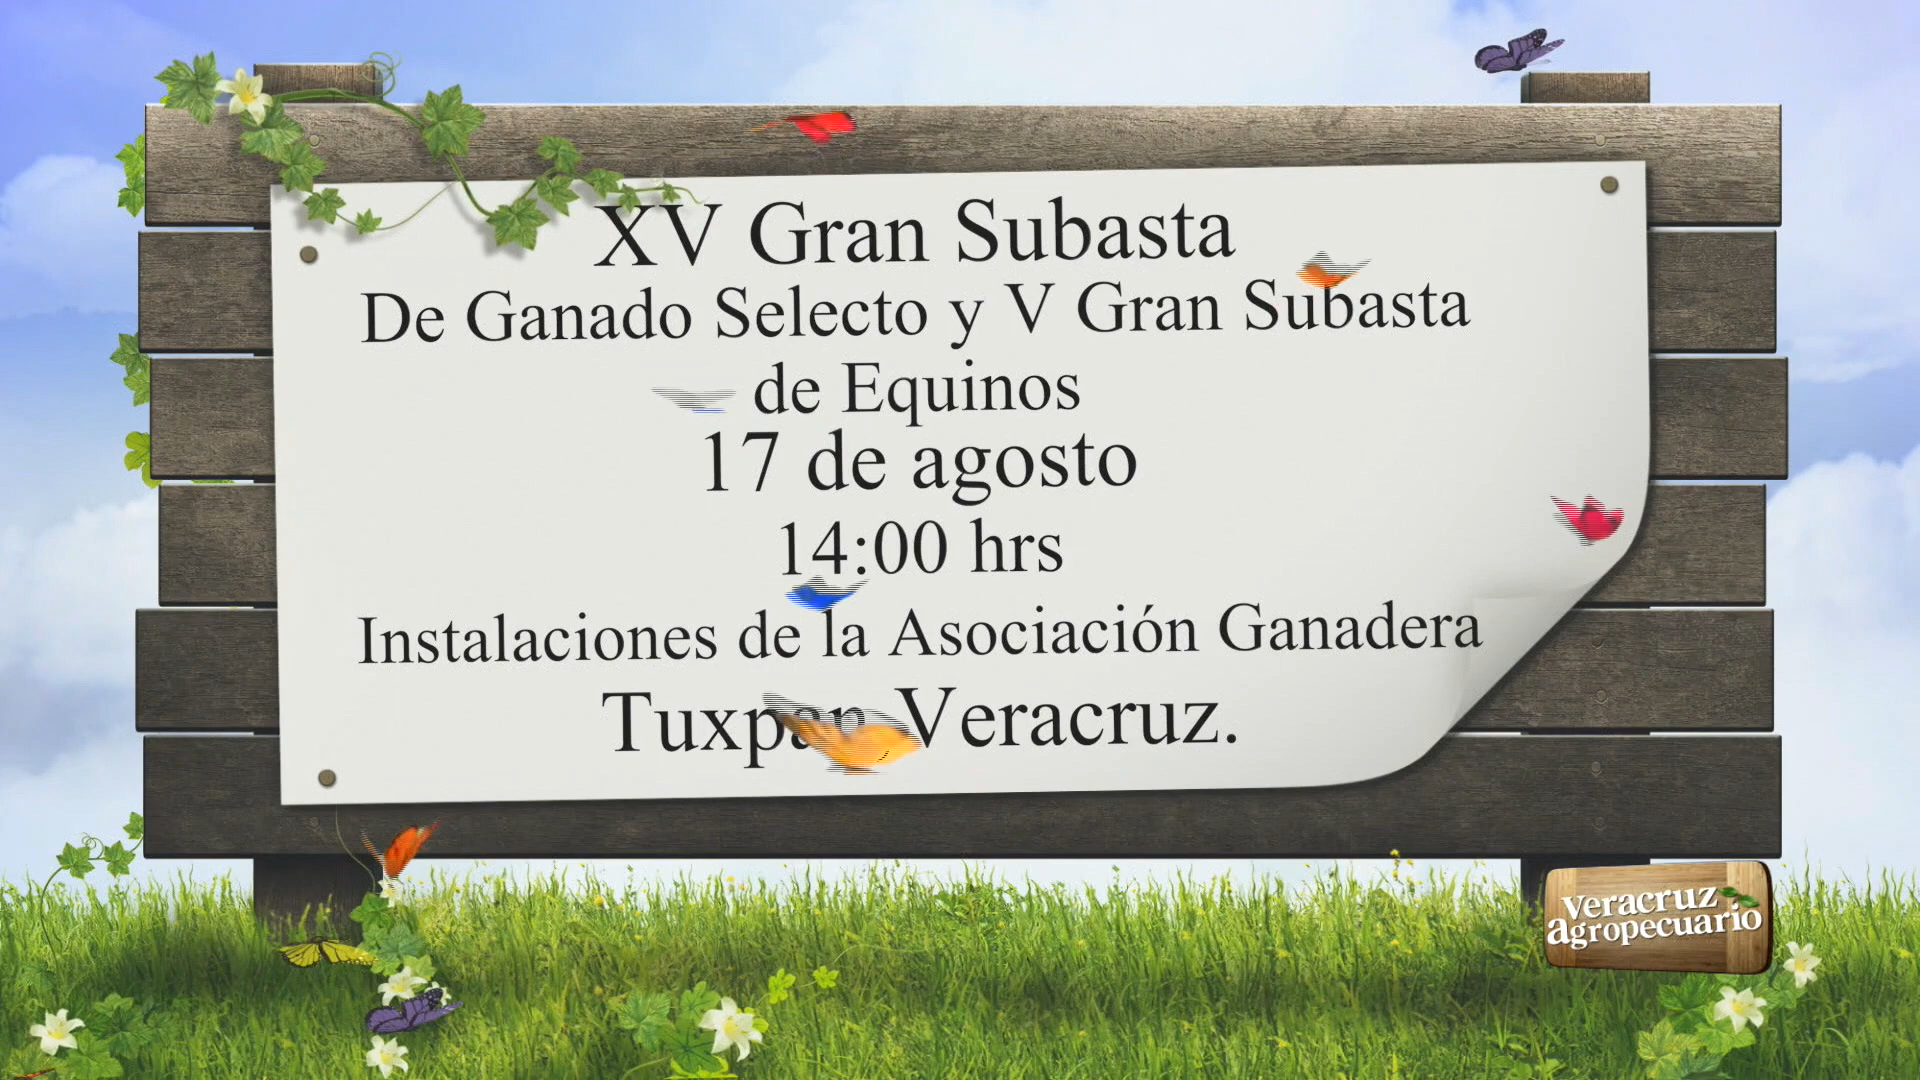 XV Gran Subasta
De Ganado Selecto y V Gran Subasta
de Equinos
17 de agosto
14:00 hrs
Instalaciones de la Asociación Ganadera
Tuxpan Veracruz.
veracruz
agropecuario